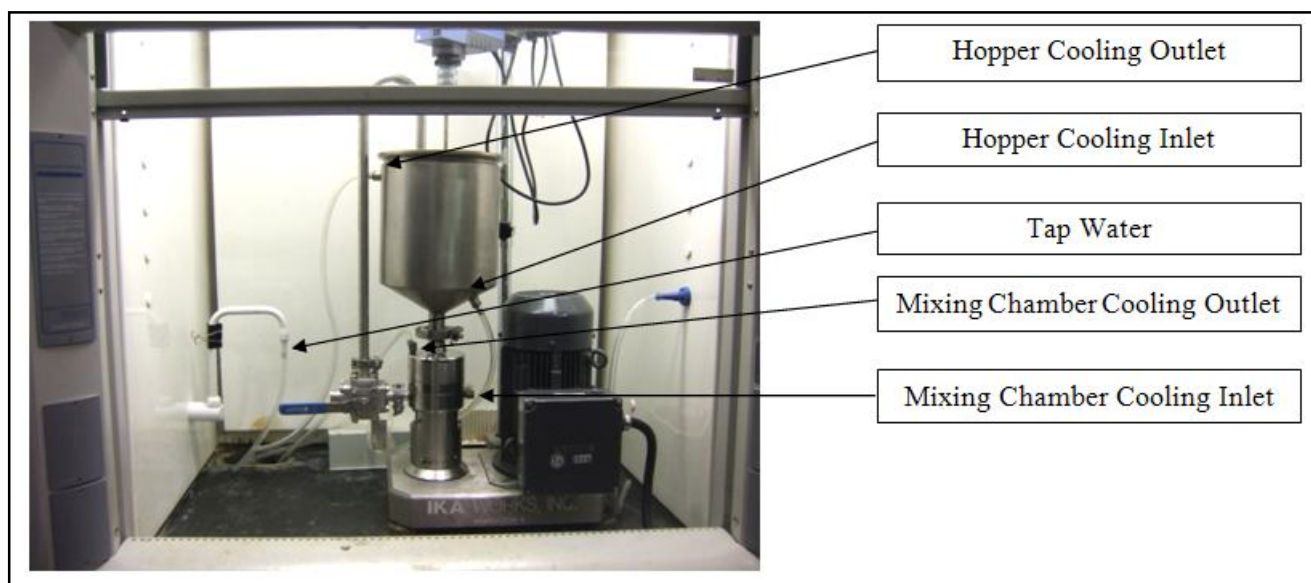 Hopper Cooling Outlet
Hopper Cooling Inlet
Tap Water
Mixing Chamber Cooling Outlet
Mixing Chamber Cooling Inlet
IKA WORKS, INC.